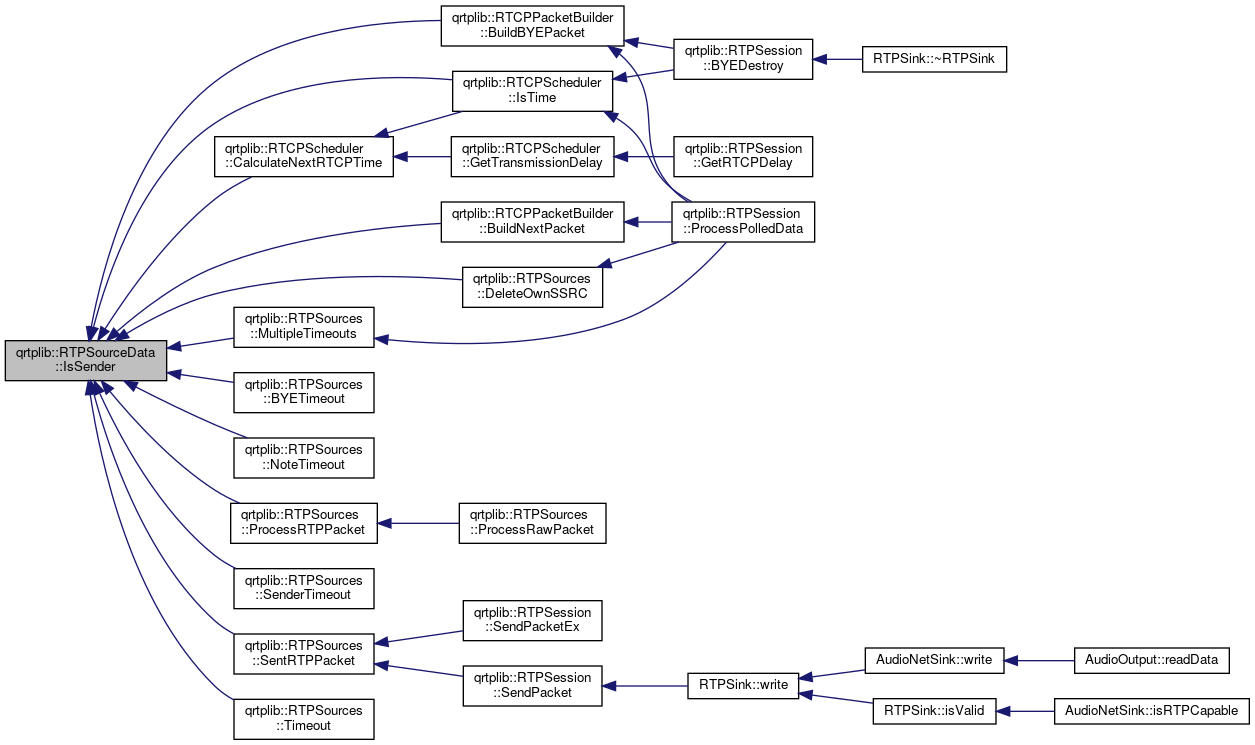 qrtplib::RTCPPacketBuilder
::BuildBYEPacket
qrtplib::RTPSession
::BYEDestroy
RTPSink::~RTPSink
qrtplib::RTCPScheduler
::IsTime
qrtplib::RTCPScheduler
::CalculateNextRTCPTime
qrtplib::RTCPScheduler
::GetTransmissionDelay
qrtplib::RTPSession
::GetRTCPDelay
qrtplib::RTCPPacketBuilder
::BuildNextPacket
qrtplib::RTPSession
::ProcessPolledData
qrtplib::RTPSources
::DeleteOwnSSRC
qrtplib::RTPSources
::MultipleTimeouts
qrtplib::RTPSourceData
::IsSender
qrtplib::RTPSources
::BYETimeout
qrtplib::RTPSources
::NoteTimeout
qrtplib::RTPSources
::ProcessRTPPacket
qrtplib::RTPSources
::ProcessRawPacket
qrtplib::RTPSources
::SenderTimeout
qrtplib::RTPSession
::SendPacketEx
qrtplib::RTPSources
::SentRTPPacket
qrtplib::RTPSession
::SendPacket
RTPSink::write
AudioNetSink::write
AudioOutput::readData
RTPSink::isValid
AudioNetSink::isRTPCapable
qrtplib::RTPSources
::Timeout